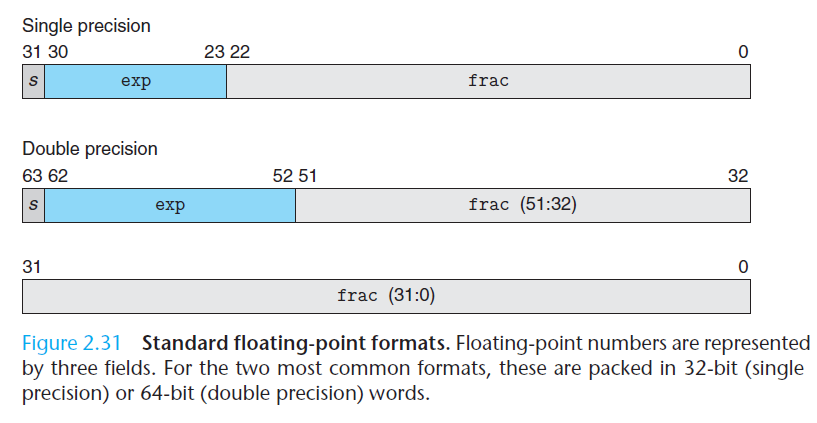 Single precision
31 30 23 22 0
s exp frac
Double precision
63 62 52 51 32
s exp frac (51:32)
31 0
frac (31:0)
Figure 2.31 Standard floating-point formats. Floating-point numbers are represented
by three fields. For the two most common formats, these are packed in 32-bit (single
precision) or 64-bit (double precision) words.